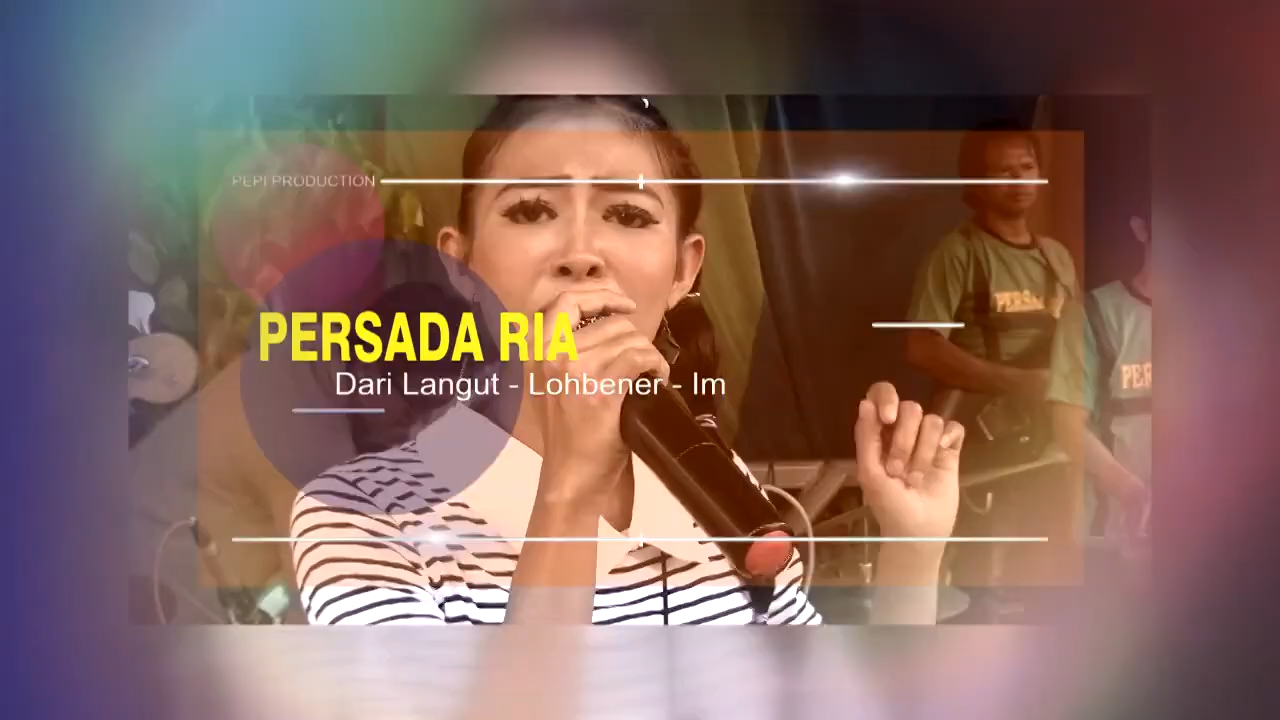 PEPI PRODUCTION
PERSADA RIA
Dari Langut - Lohbener - Im